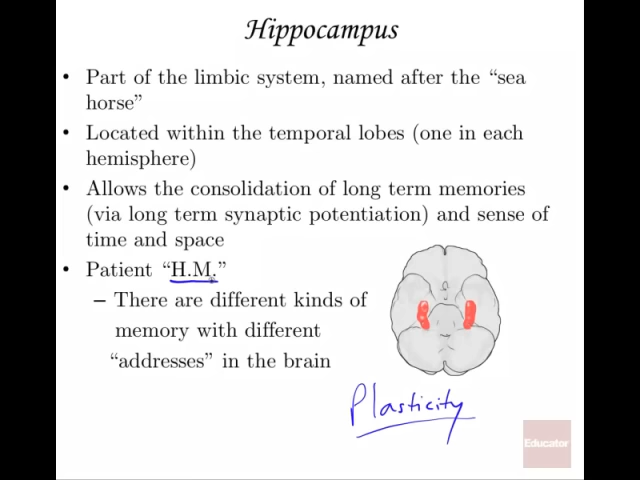 Hippocampus
• Part of the limbic system, named after the “sea
horse”
• Located within the temporal lobes (one in each
hemisphere)
• Allows the consolidation of long term memories
(via long term synaptic potentiation) and sense of
time and space
• Patient “H.M.”
– There are different kinds of
memory with different
“addresses” in the brain
Plasticity
Educator